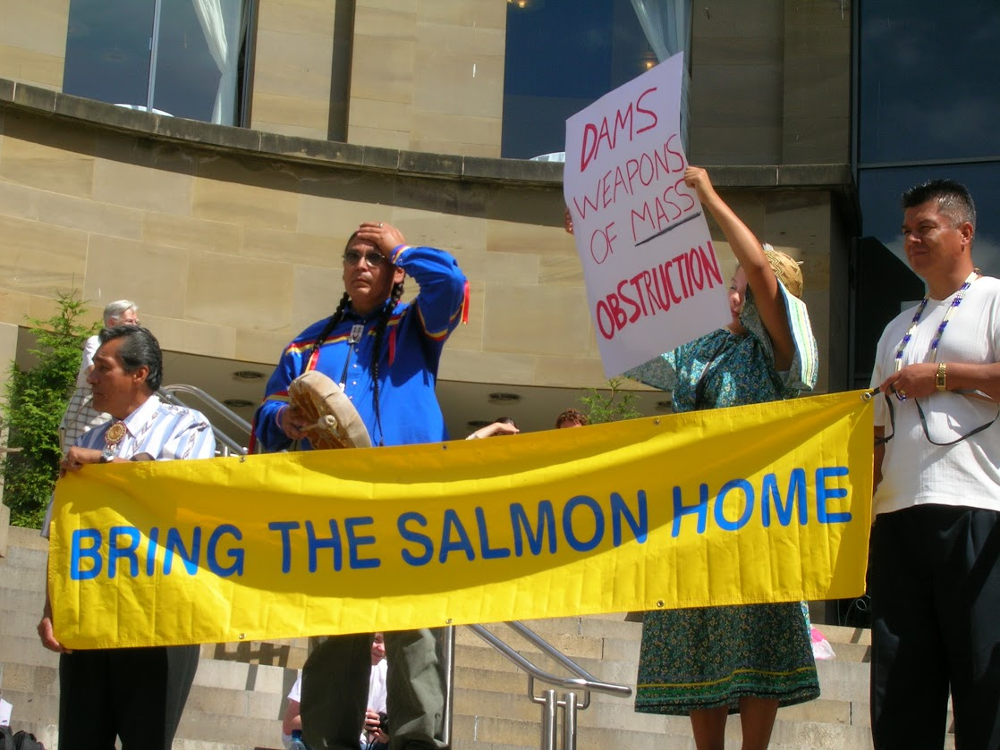 DAMS
WEAPONS
OF MASS
OBSTRUCTION
BRING THE SALMON HOME